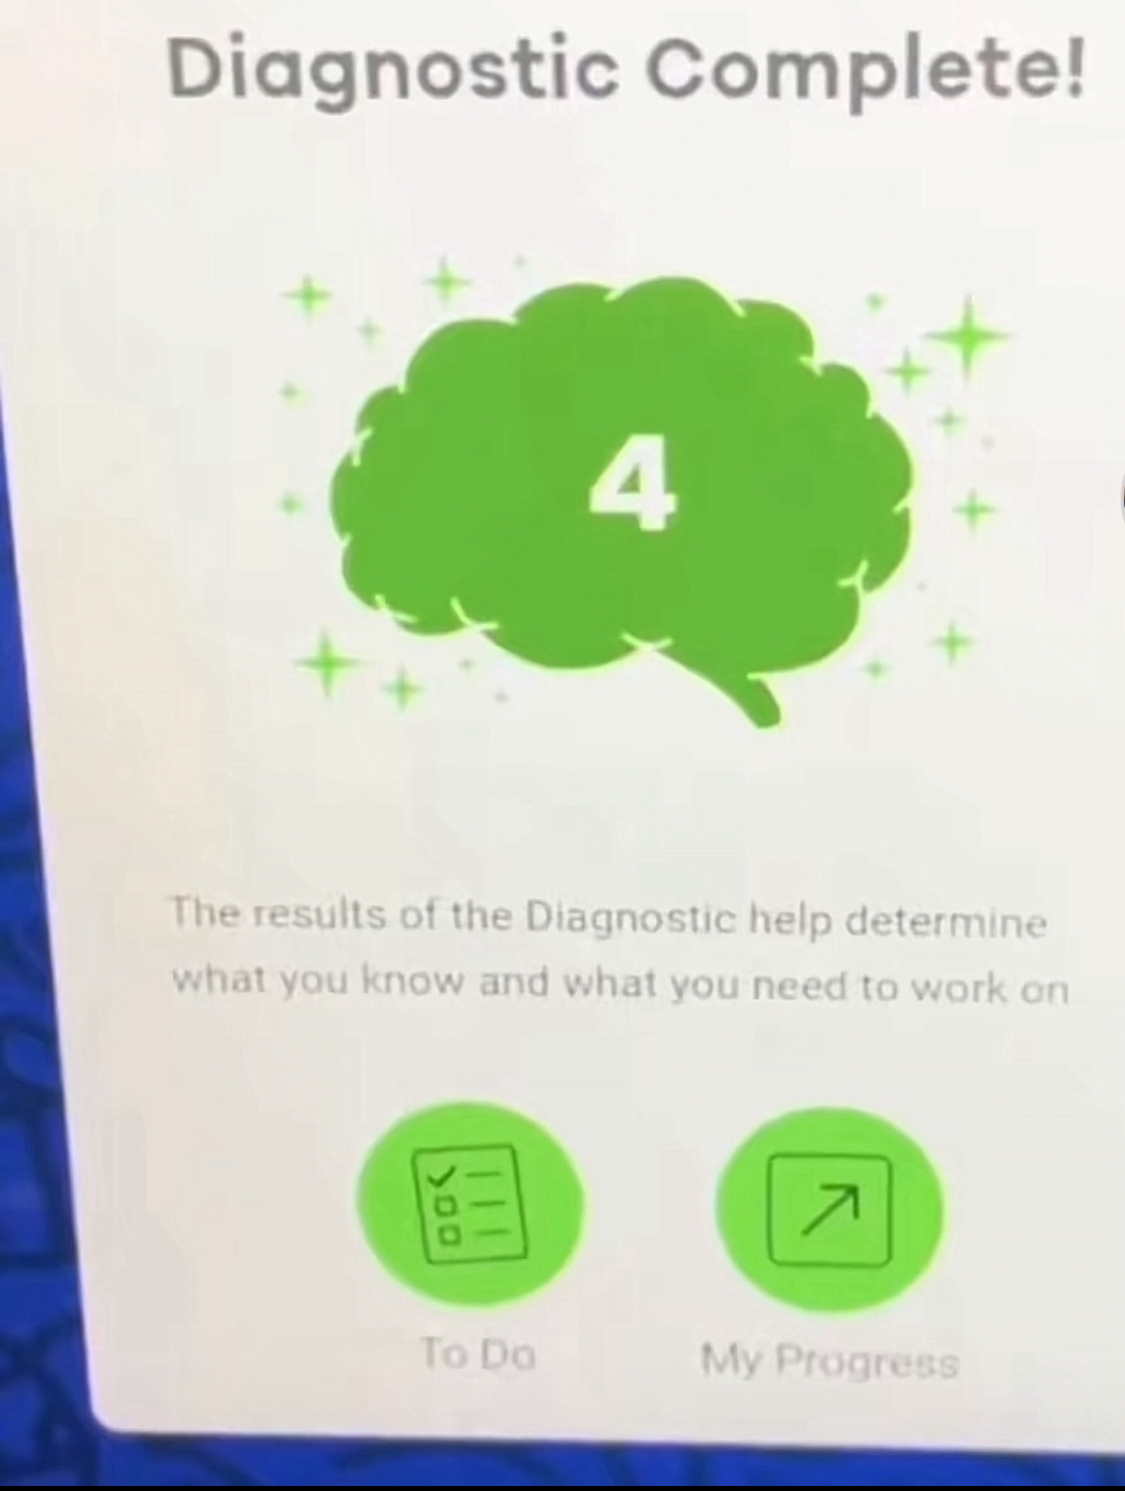 Diagnostic Complete!
4
The results of the Diagnostic help determine
what you know and what you need to work on
To Do
My Progress